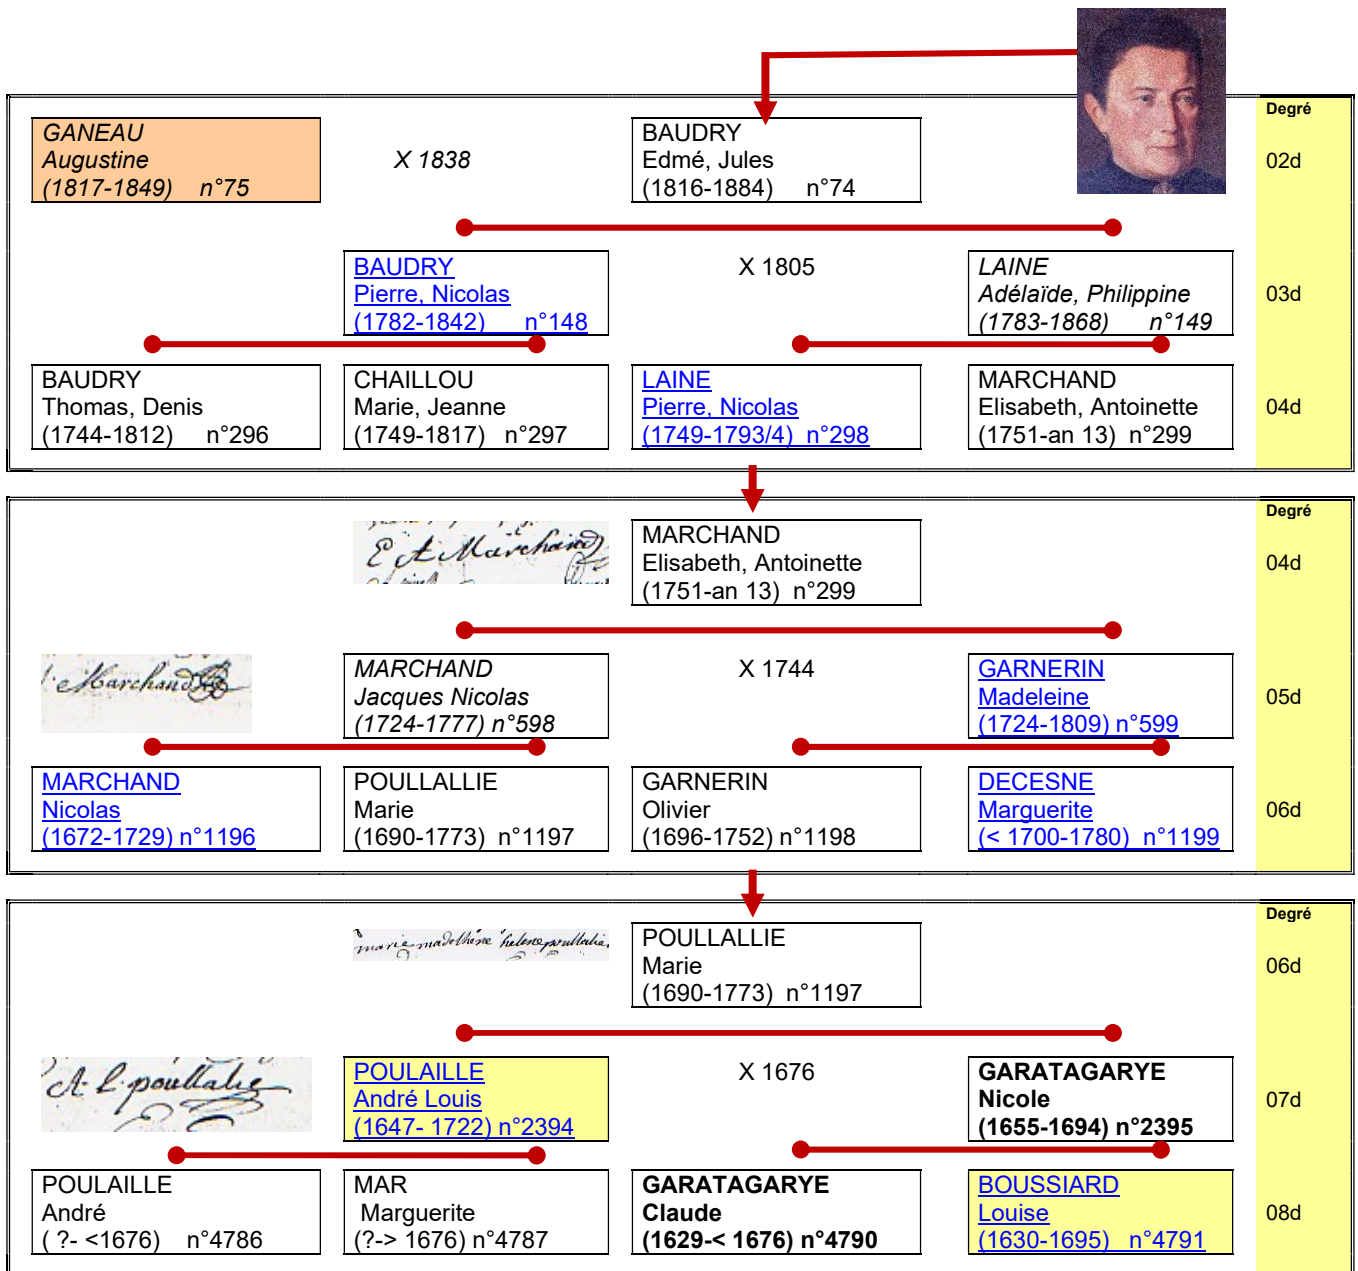 Degré
GANEAU
Augustine
(1817-1849) n°75
X 1838
BAUDRY
Edmé, Jules
(1816-1884) n°74
02d
BAUDRY
Pierre, Nicolas
(1782-1842) n°148
X 1805
LAINE
Adélaïde, Philippine
(1783-1868) n°149
03d
BAUDRY
Thomas, Denis
(1744-1812) n°296
CHAILLOU
Marie, Jeanne
(1749-1817) n°297
LAINE
Pierre, Nicolas
(1749-1793/4) n°298
MARCHAND
Elisabeth, Antoinette
(1751-an 13) n°299
04d
Degré
E A Marchand
MARCHAND
Elisabeth, Antoinette
(1751-an 13) n°299
04d
Marchand
MARCHAND
Jacques Nicolas
(1724-1777) n°598
X 1744
GARNERIN
Madeleine
(1724-1809) n°599
05d
MARCHAND
Nicolas
(1672-1729) n°1196
POULLALLIE
Marie
(1690-1773) n°1197
GARNERIN
Olivier
(1696-1752) n°1198
DECESNE
Marguerite
(< 1700-1780) n°1199
06d
Degré
marie madelhene helene poullalie
POULLALLIE
Marie
(1690-1773) n°1197
06d
A. L. poullalie
POULAILLE
André Louis
(1647- 1722) n°2394
X 1676
GARATAGARYE
Nicole
(1655-1694) n°2395
07d
POULAILLE
André
( ?- <1676) n°4786
MAR
Marguerite
(?-> 1676) n°4787
GARATAGARYE
Claude
(1629-< 1676) n°4790
BOUSSIARD
Louise
(1630-1695) n°4791
08d